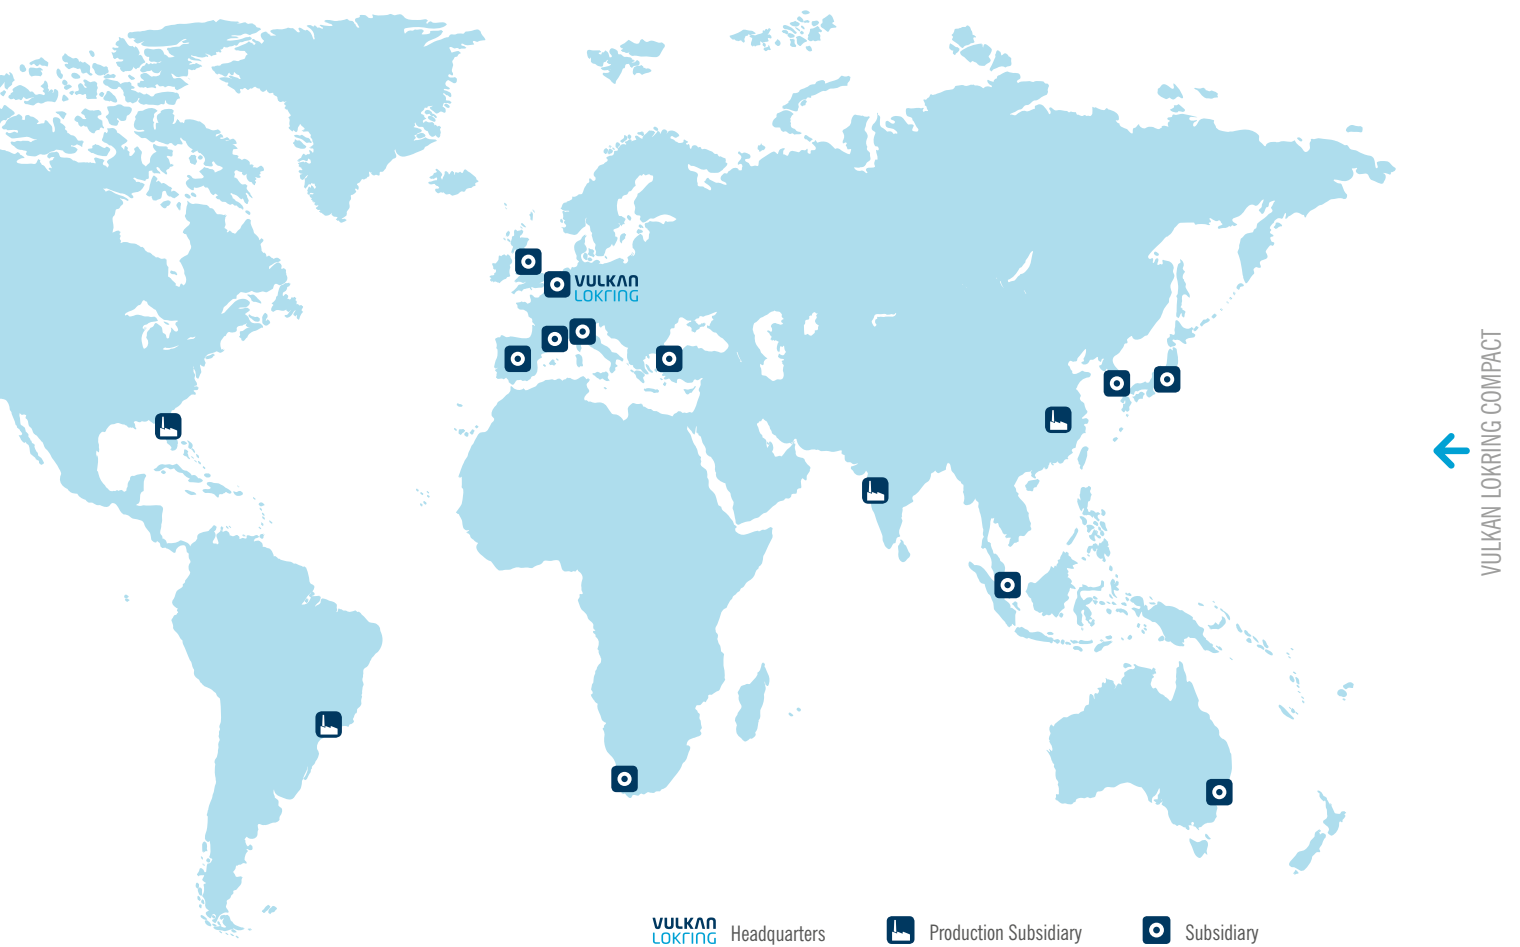 VULKAN
LOKRING
VULKAN LOKRING COMPACT
VULKAN
LOKRING
Headquarters
Production Subsidiary
Subsidiary